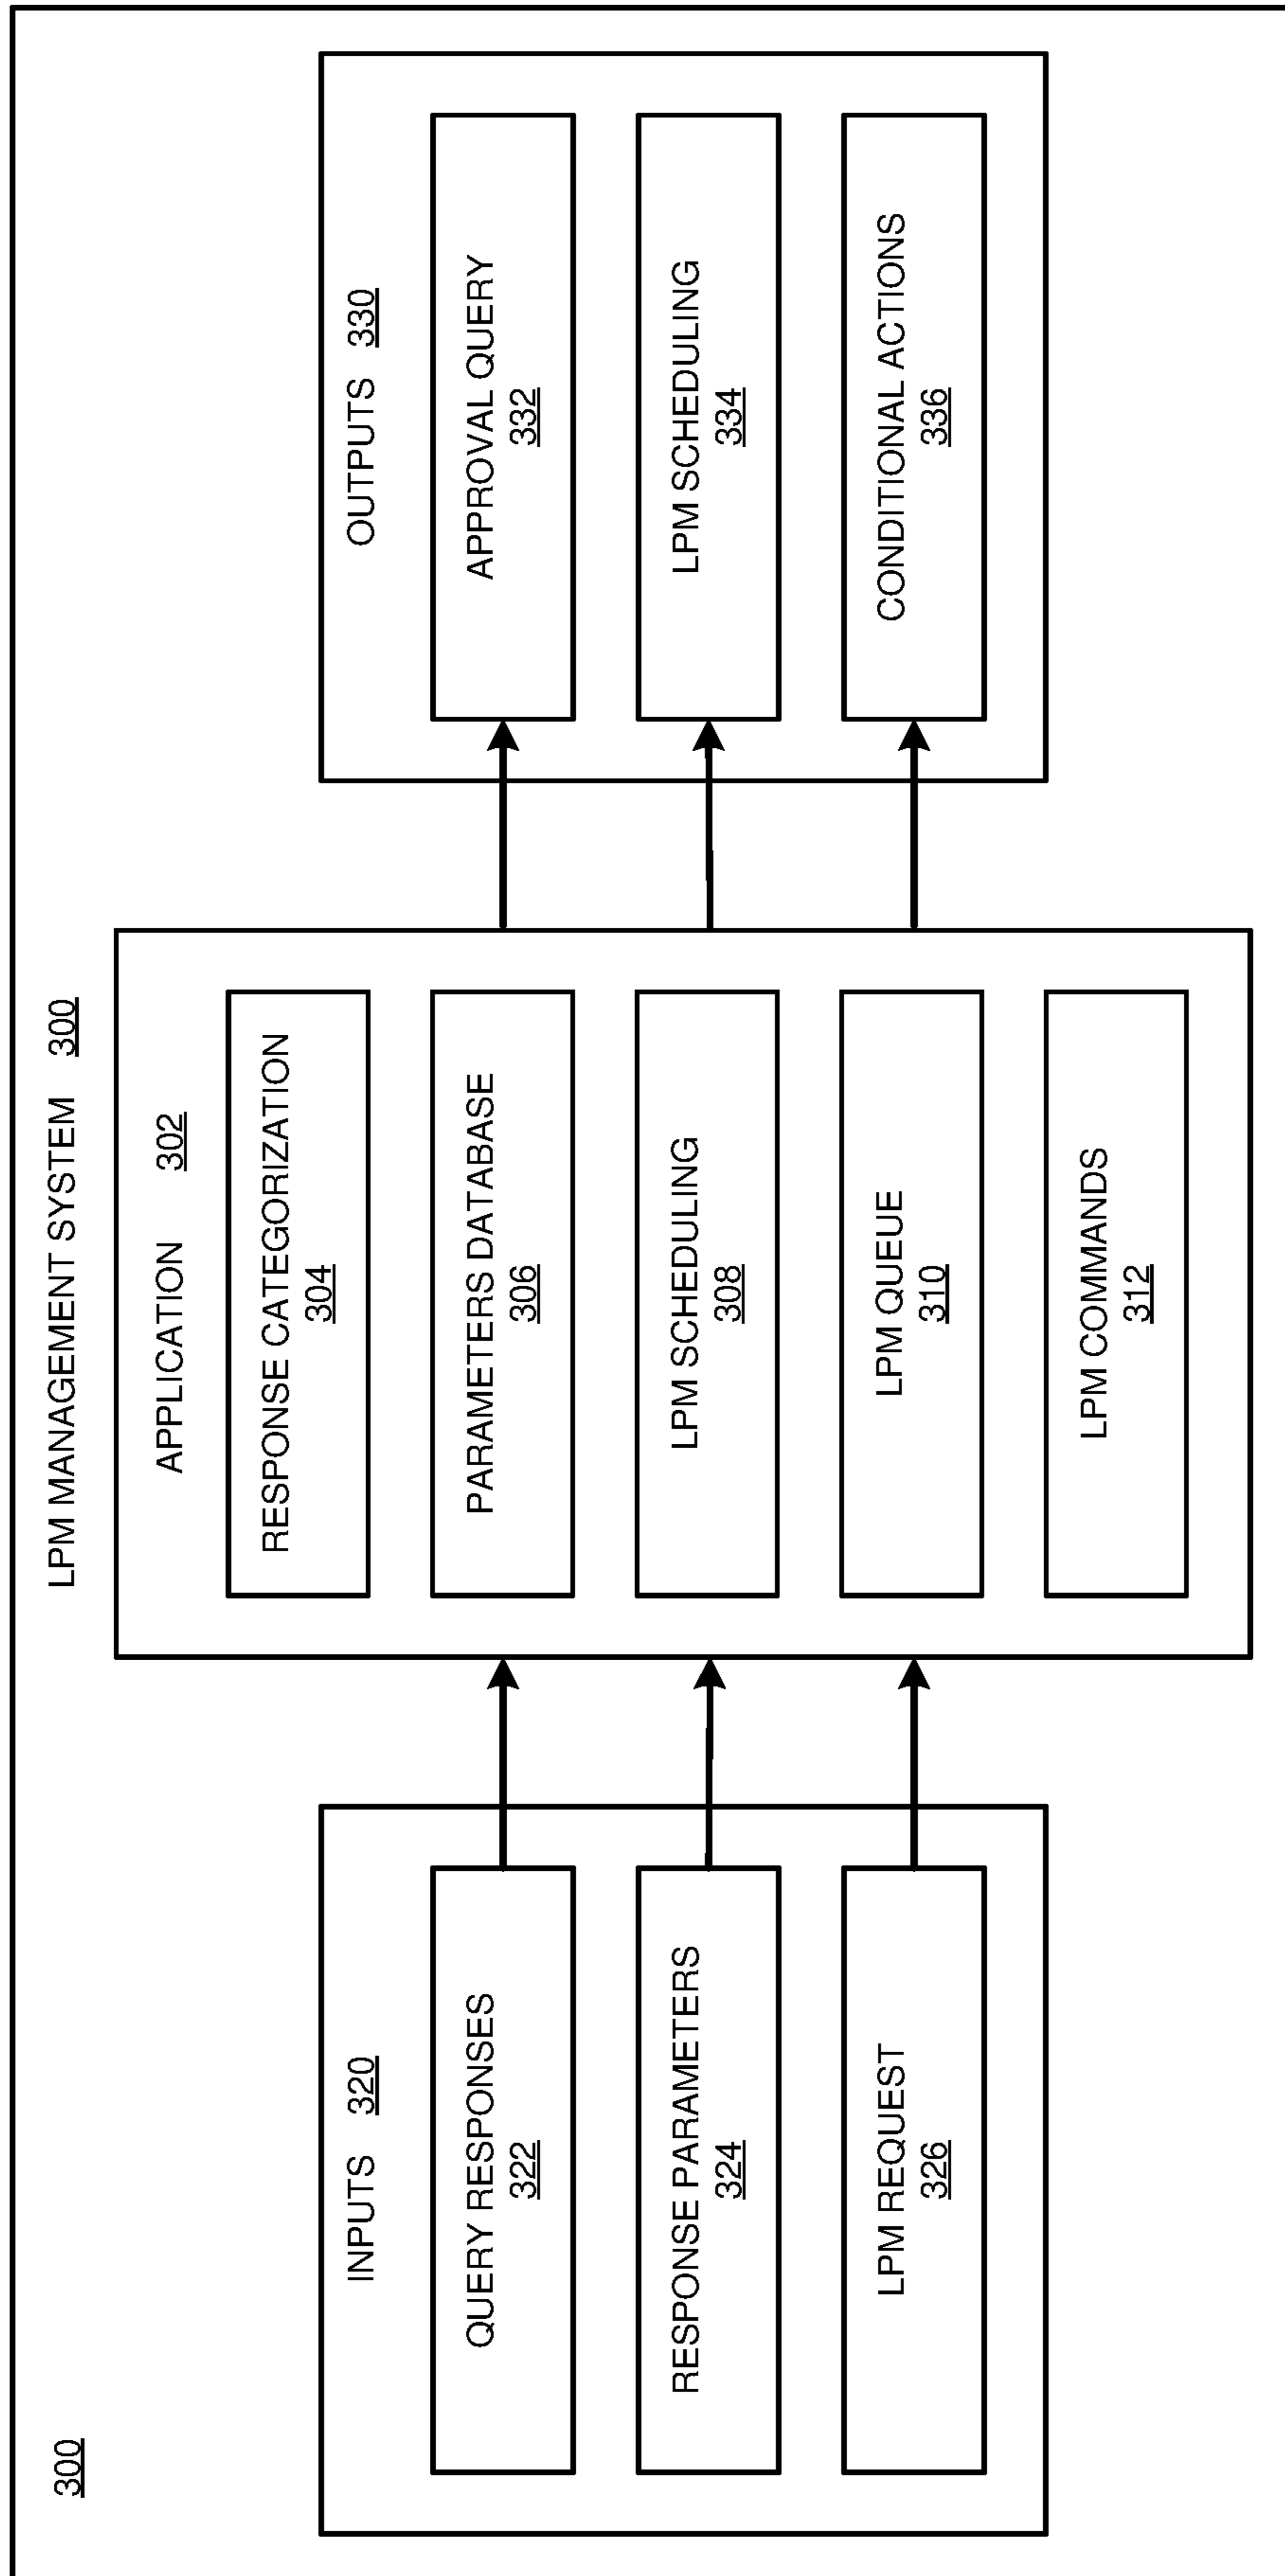 300
LPM MANAGEMENT SYSTEM 300
INPUTS 320
QUERY RESPONSES
322
RESPONSE PARAMETERS
324
LPM REQUEST
326
APPLICATION 302
RESPONSE CATEGORIZATION
304
PARAMETERS DATABASE
306
LPM SCHEDULING
308
LPM QUEUE
310
LPM COMMANDS
312
OUTPUTS 330
APPROVAL QUERY
332
LPM SCHEDULING
334
CONDITIONAL ACTIONS
336